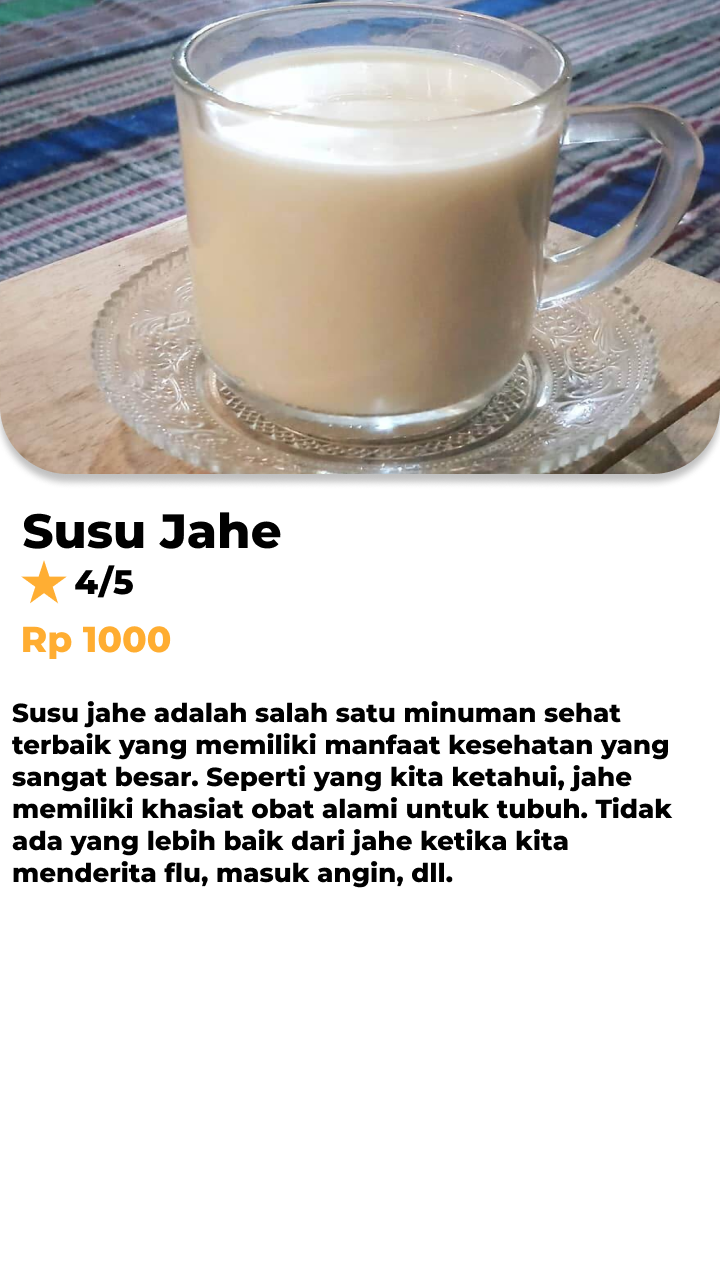 Susu Jahe
4/5
Rp 1000
Susu jahe adalah salah satu minuman sehat
terbaik yang memiliki manfaat kesehatan yang
sangat besar. Seperti yang kita ketahui, jahe
memiliki khasiat obat alami untuk tubuh. Tidak
ada yang lebih baik dari jahe ketika kita
menderita flu, masuk angin, dll.